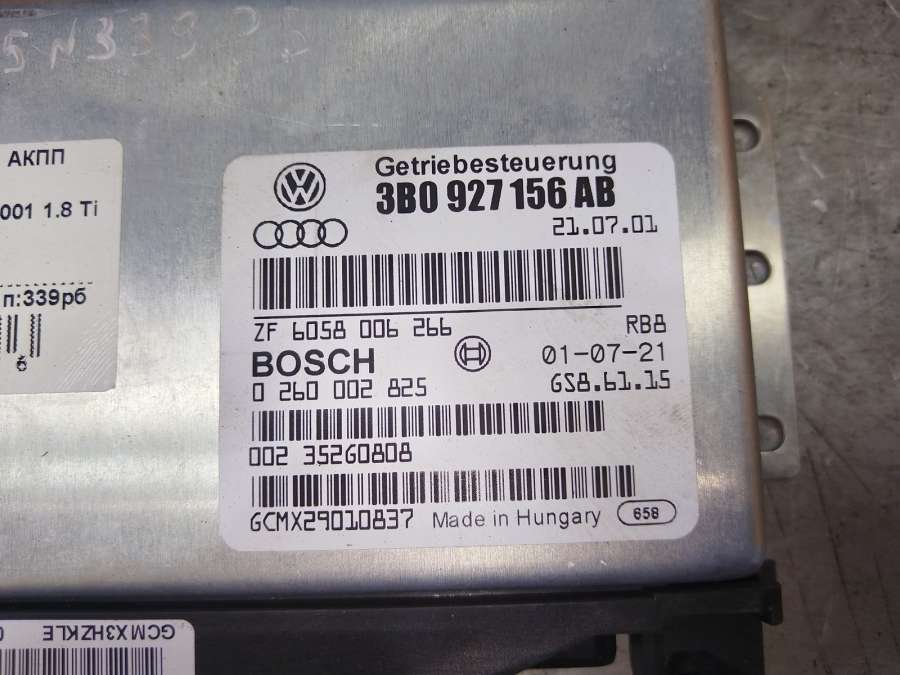 АКПП
001 1.8 Ti
п:339рб
Getriebesteuerung
3B0 927 156 AB
21.07.01
ZF 6058 006 266 RB8
BOSCH 01-07-21
0 260 002 825 GS8.61.15
002 35260808
GCMX29010837 Made in Hungary 658
GCMX3HZKLE